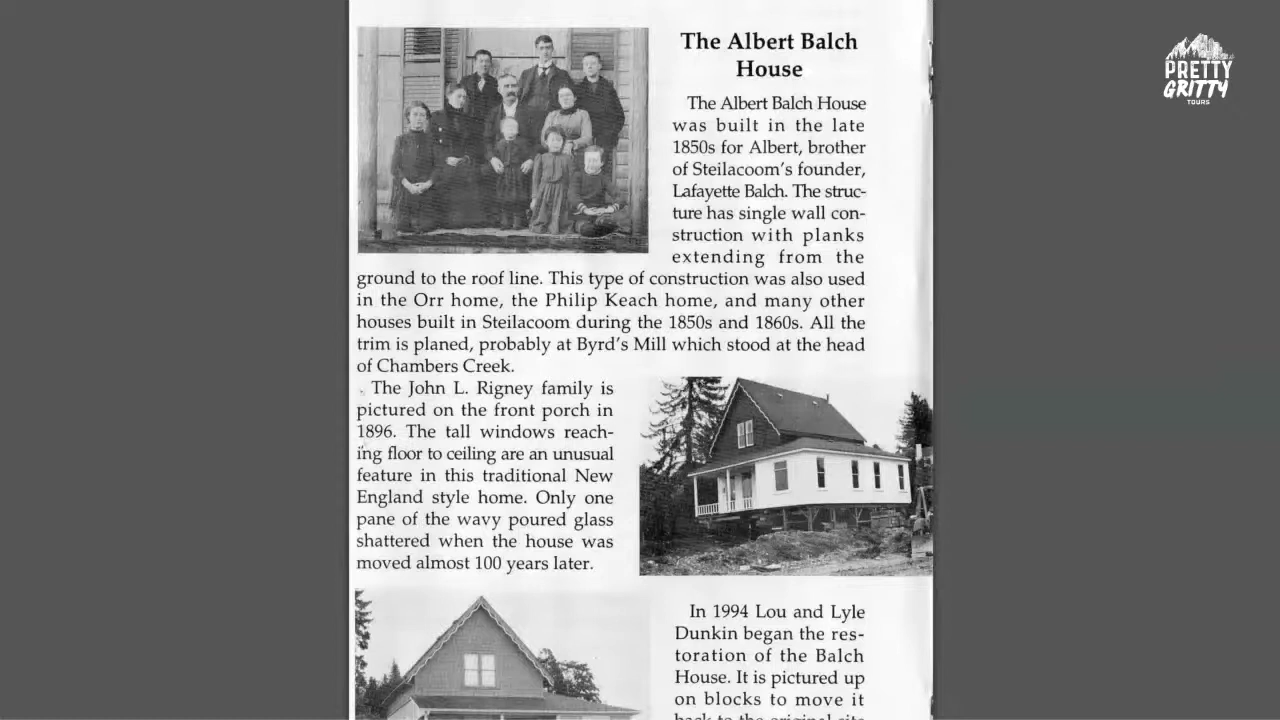 The Albert Balch
House
The Albert Balch House
was built in the late
1850s for Albert, brother
of Steilacoom's founder,
Lafayette Balch. The struc-
ture has single wall con-
struction with planks
extending from the
ground to the roof line. This type of construction was also used
in the Orr home, the Philip Keach home, and many other
houses built in Steilacoom during the 1850s and 1860s. All the
trim is planed, probably at Byrd's Mill which stood at the head
of Chambers Creek.
The John L. Rigney family is
pictured on the front porch in
1896. The tall windows reach-
ing floor to ceiling are an unusual
feature in this traditional New
England style home. Only one
pane of the wavy poured glass
shattered when the house was
moved almost 100 years later.
In 1994 Lou and Lyle
Dunkin began the res-
toration of the Balch
House. It is pictured up
on blocks to move it
back to the original site
PRETTY
GRITTY
TOURS